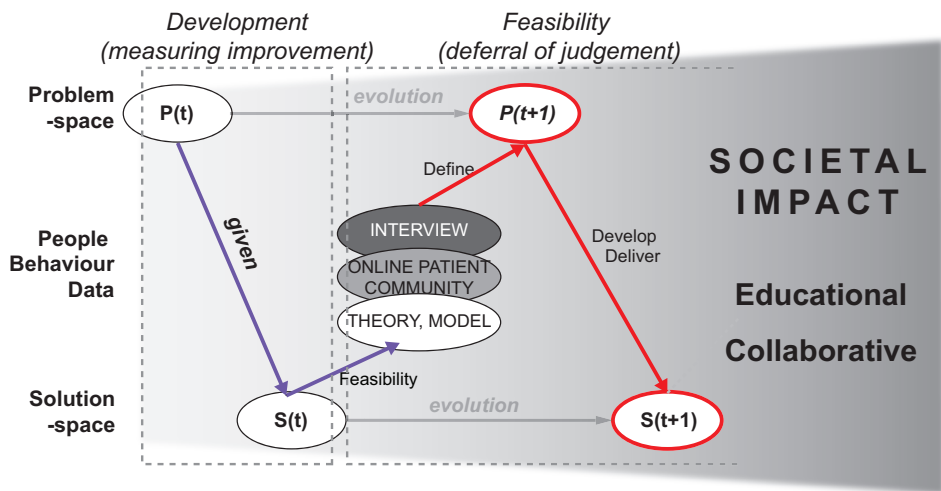 Development
(measuring improvement)
Feasibility
(deferral of judgement)
Problem
-space
P(t)
evolution
P(t+1)
Define
given
People
Behaviour
Data
INTERVIEW
ONLINE PATIENT
COMMUNITY
THEORY, MODEL
Develop
Deliver
Feasibility
Solution
-space
S(t)
evolution
S(t+1)
SOCIETAL
IMPACT
Educational
Collaborative